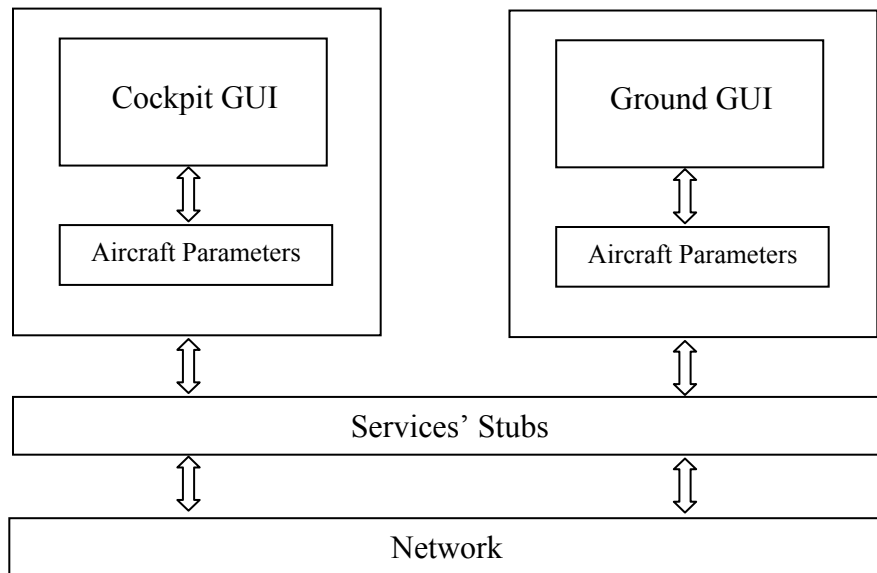 Cockpit GUI
Ground GUI
Aircraft Parameters
Aircraft Parameters
Services’ Stubs
Network